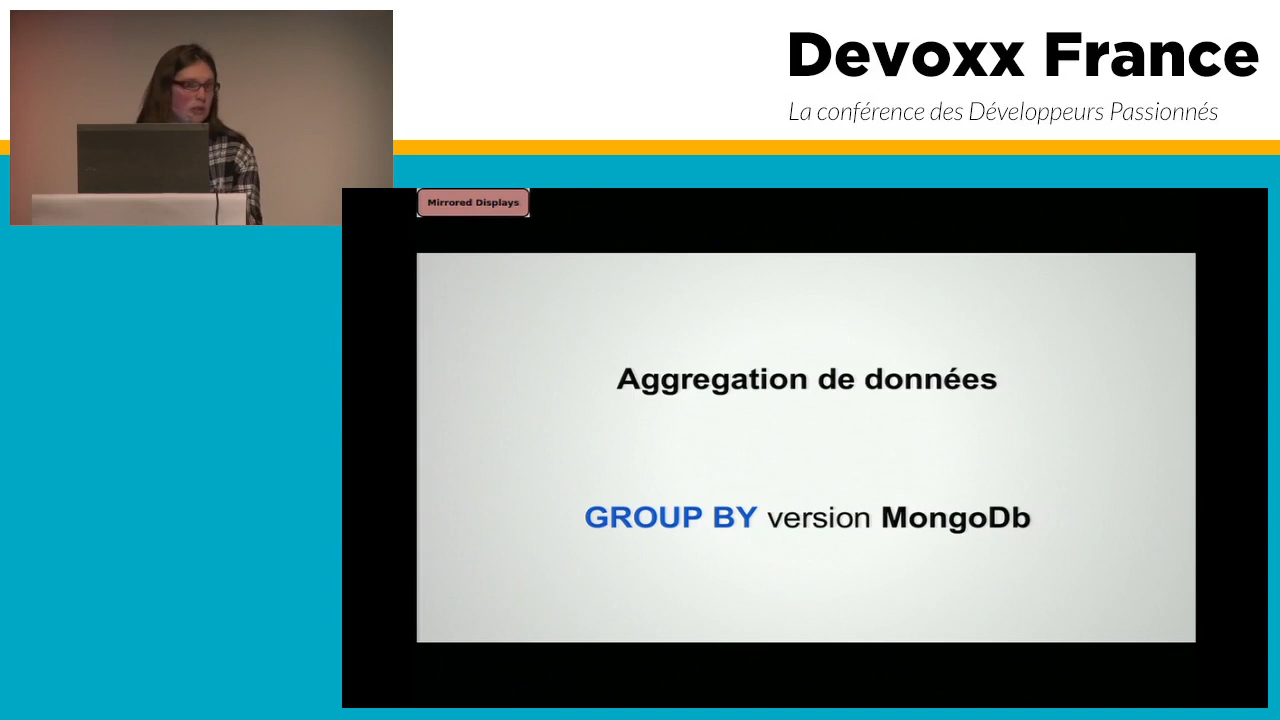 Devoxx France
La conférence des Développeurs Passionnés
Mirrored Displays
Aggregation de données
GROUP BY version MongoDb